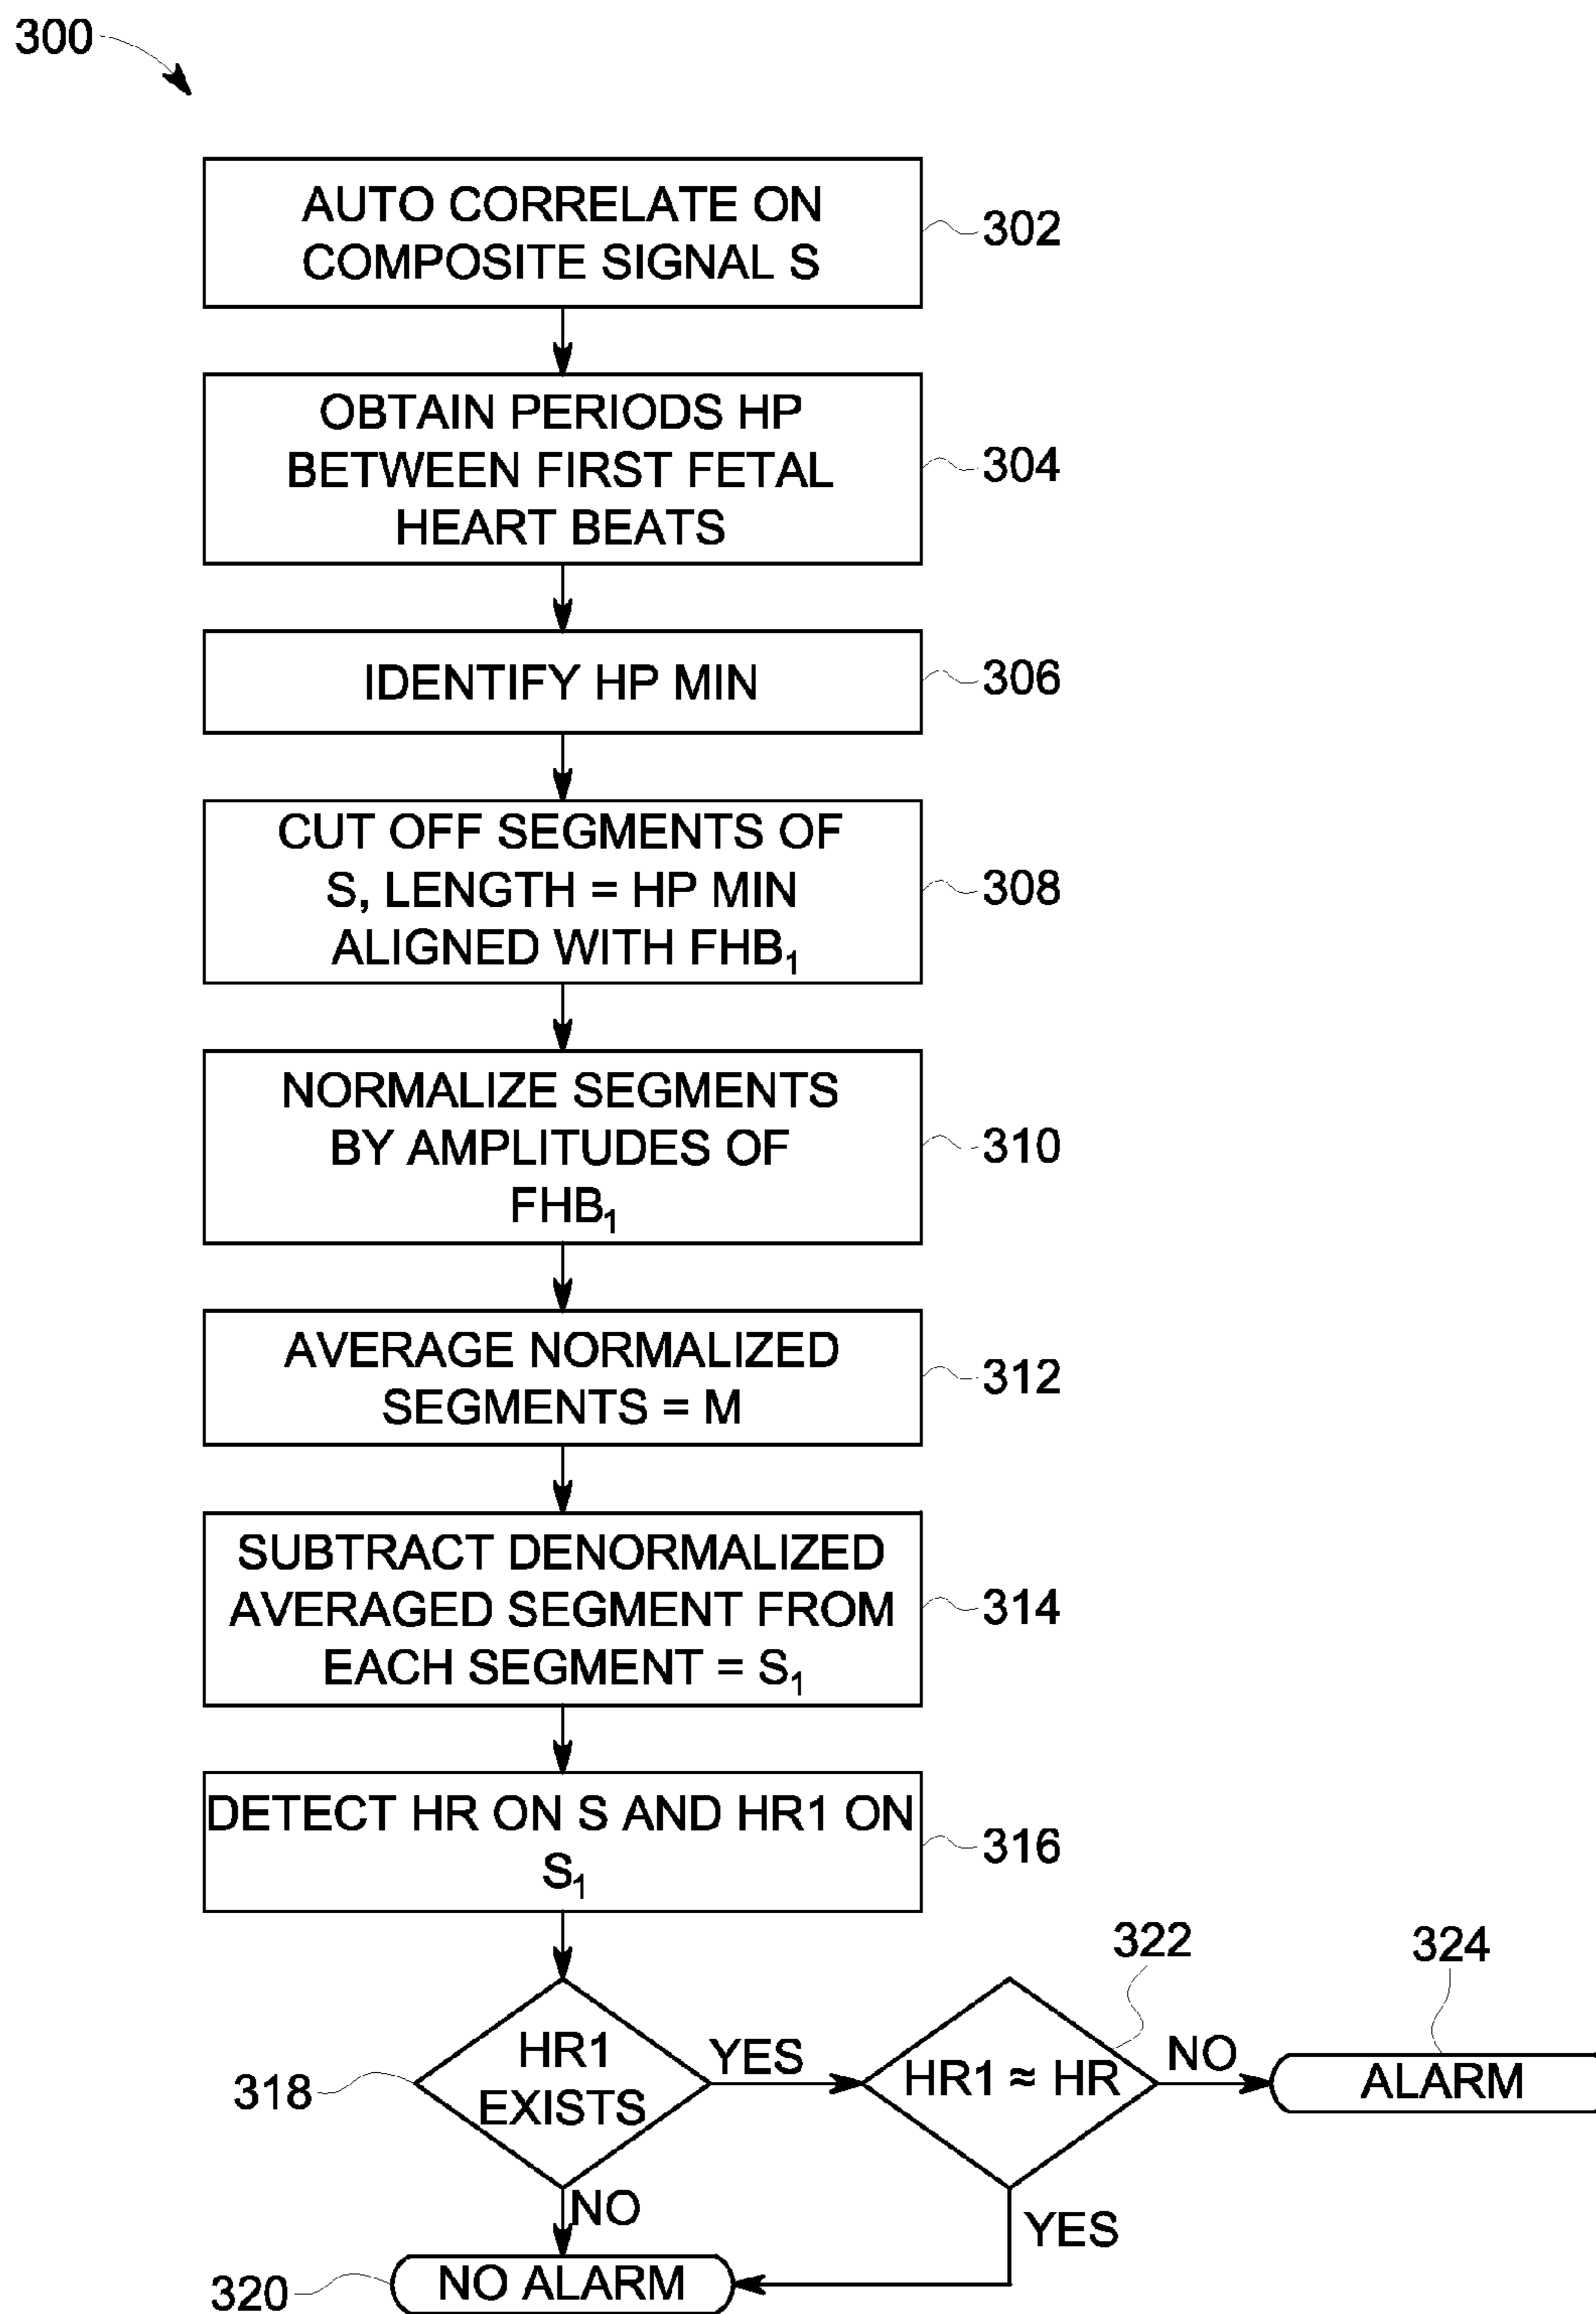 300
AUTO CORRELATE ON
COMPOSITE SIGNAL S
302
OBTAIN PERIODS HP
BETWEEN FIRST FETAL
HEART BEATS
304
IDENTIFY HP MIN
306
CUT OFF SEGMENTS OF
S, LENGTH = HP MIN
ALIGNED WITH FHB₁
308
NORMALIZE SEGMENTS
BY AMPLITUDES OF
FHB₁
310
AVERAGE NORMALIZED
SEGMENTS = M
312
SUBTRACT DENORMALIZED
AVERAGED SEGMENT FROM
EACH SEGMENT = S₁
314
DETECT HR ON S AND HR1 ON
S₁
316
HR1
EXISTS
318
YES
NO
HR1 ≈ HR
322
NO
YES
ALARM
324
NO ALARM
320